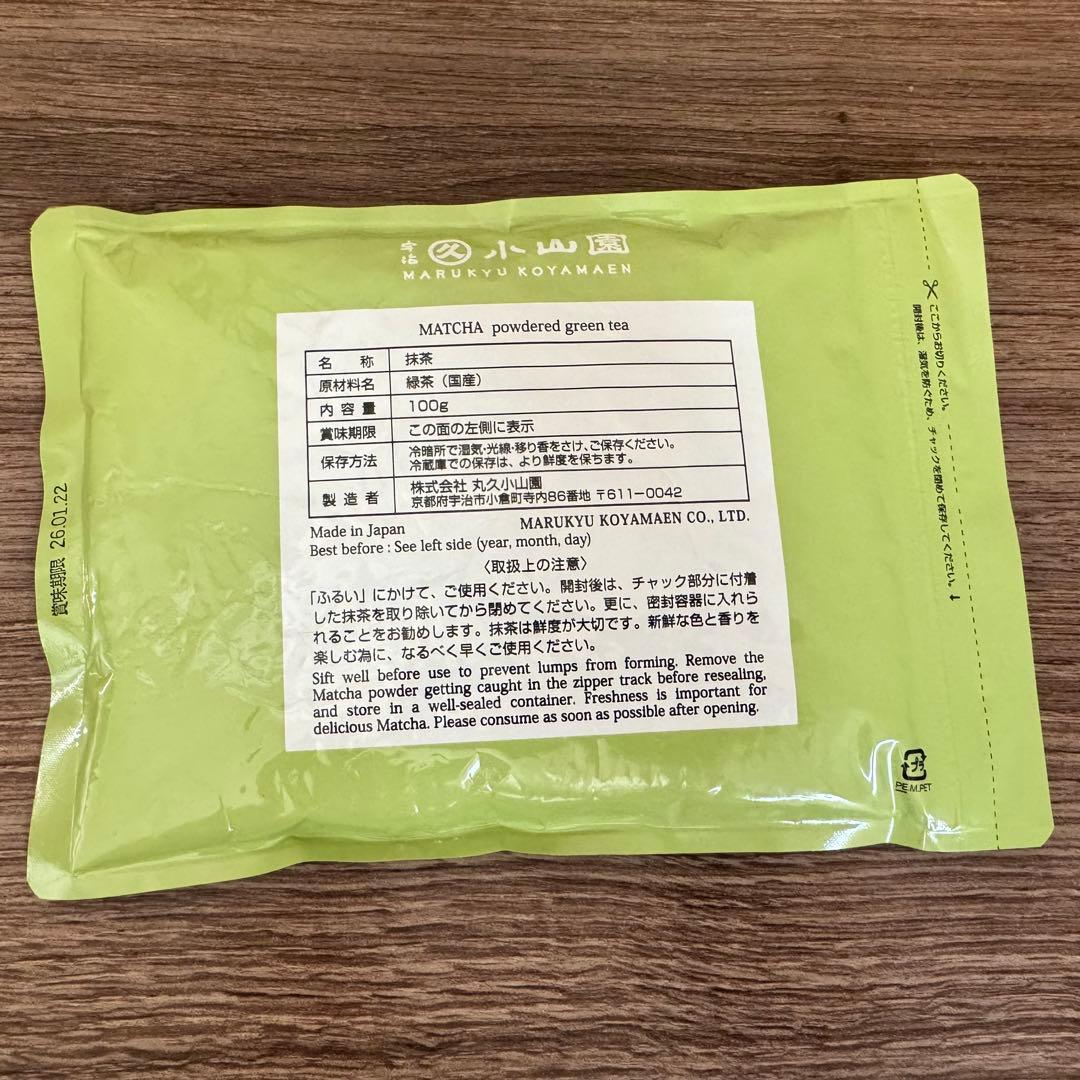 宇治 久 小山園
MARUKYU KOYAMAEN
MATCHA powdered green tea
名 称 抹茶
原材料名 緑茶（国産）
内容量 100g
賞味期限 この面の左側に表示
保存方法 冷暗所で湿気・光線・移り香をさけ、ご保存ください。
冷蔵庫での保存は、より鮮度を保ちます。
製造者 株式会社 丸久小山園
京都府宇治市小倉町寺内86番地 〒611-0042
Made in Japan MARUKYU KOYAMAEN CO., LTD.
Best before : See left side (year, month, day)
〈取扱上の注意〉
「ふるい」にかけて、ご使用ください。開封後は、チャック部分に付着
した抹茶を取り除いてから閉めてください。更に、密封容器に入れら
れることをお勧めします。抹茶は鮮度が大切です。新鮮な色と香りを
楽しむ為に、なるべく早くご使用ください。
Sift well before use to prevent lumps from forming. Remove the
Matcha powder getting caught in the zipper track before resealing,
and store in a well-sealed container. Freshness is important for
delicious Matcha. Please consume as soon as possible after opening.
賞味期限 26.01.22
ここからお切りください。
開封後は、湿気を防ぐため、チャックを閉めて保存してください。
プラ
PE M.PET